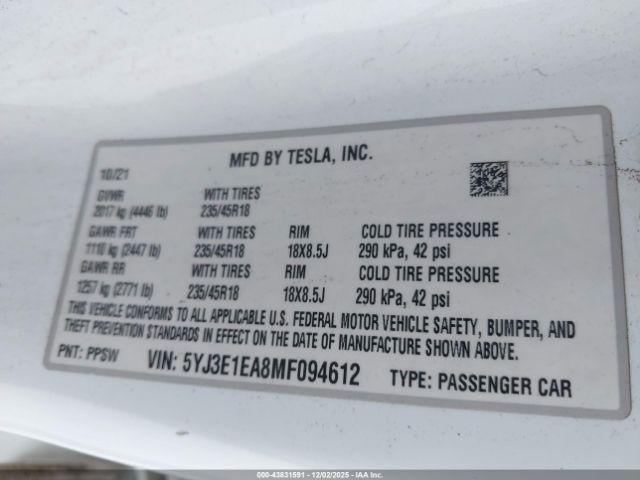 MFD BY TESLA, INC.
10/21
GVWR WITH TIRES
2017 kg (4446 lb) 235/45R18
GAWR FRT WITH TIRES RIM COLD TIRE PRESSURE
1110 kg (2447 lb) 235/45R18 18X8.5J 290 kPa, 42 psi
GAWR RR WITH TIRES RIM COLD TIRE PRESSURE
1257 kg (2771 lb) 235/45R18 18X8.5J 290 kPa, 42 psi
THIS VEHICLE CONFORMS TO ALL APPLICABLE U.S. FEDERAL MOTOR VEHICLE SAFETY, BUMPER, AND
THEFT PREVENTION STANDARDS IN EFFECT ON THE DATE OF MANUFACTURE SHOWN ABOVE.
PNT: PPSW VIN: 5YJ3E1EA8MF094612 TYPE: PASSENGER CAR
000-43831591 - 12/02/2025 - IAA Inc.